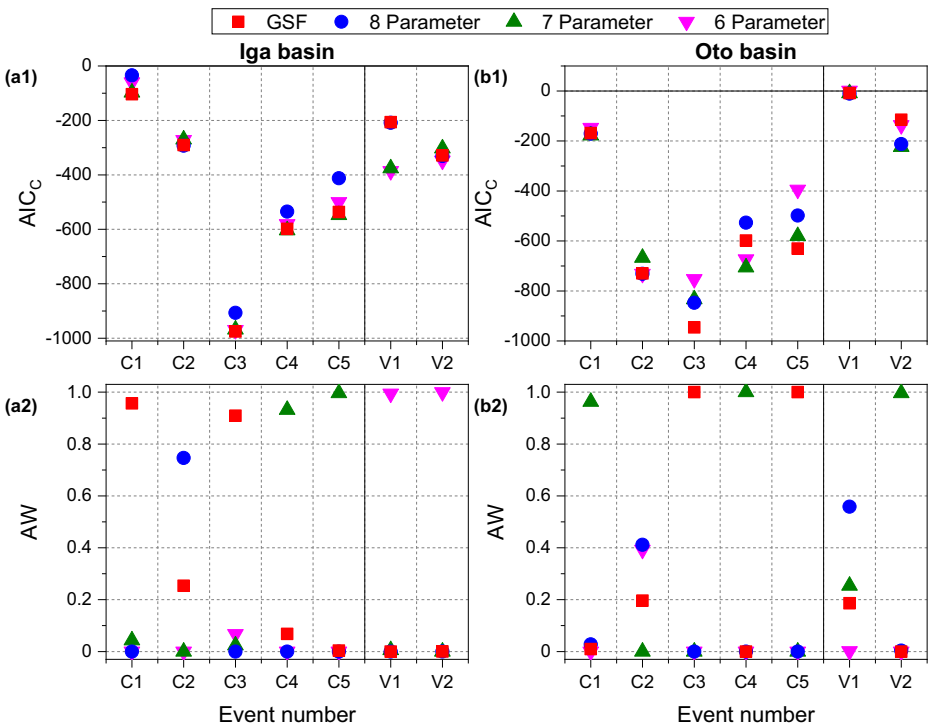 GSF 8 Parameter 7 Parameter 6 Parameter
Iga basin Oto basin
(a1) (b1)
0
-200
-400
-600
-800
-1000
AICC
C1 C2 C3 C4 C5 V1 V2
0
-200
-400
-600
-800
-1000
AICC
C1 C2 C3 C4 C5 V1 V2
(a2) (b2)
1.0
0.8
0.6
0.4
0.2
0
AW
C1 C2 C3 C4 C5 V1 V2
Event number
1.0
0.8
0.6
0.4
0.2
0
AW
C1 C2 C3 C4 C5 V1 V2
Event number